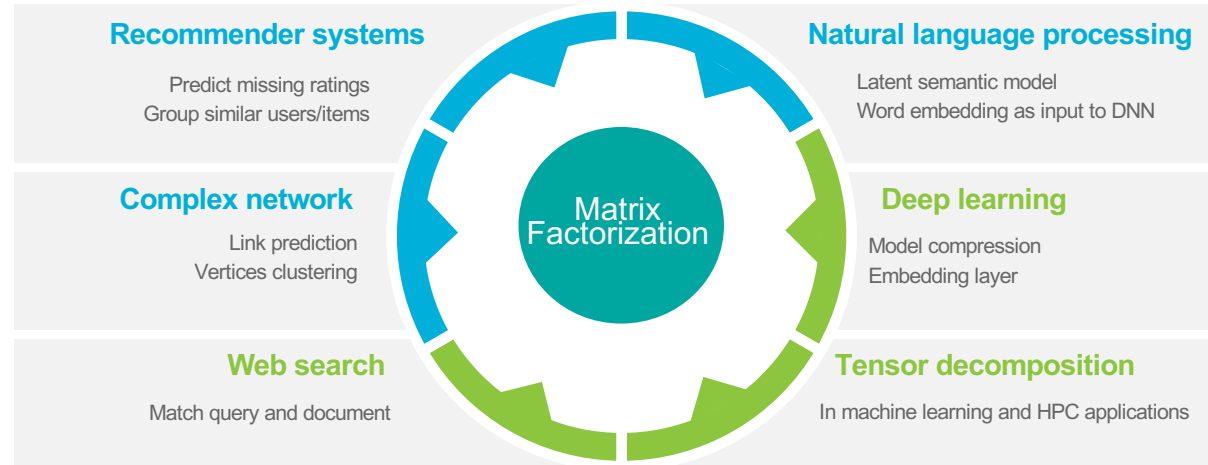 Recommender systems
Predict missing ratings
Group similar users/items
Natural language processing
Latent semantic model
Word embedding as input to DNN
Complex network
Link prediction
Vertices clustering
Matrix
Factorization
Deep learning
Model compression
Embedding layer
Web search
Match query and document
Tensor decomposition
In machine learning and HPC applications